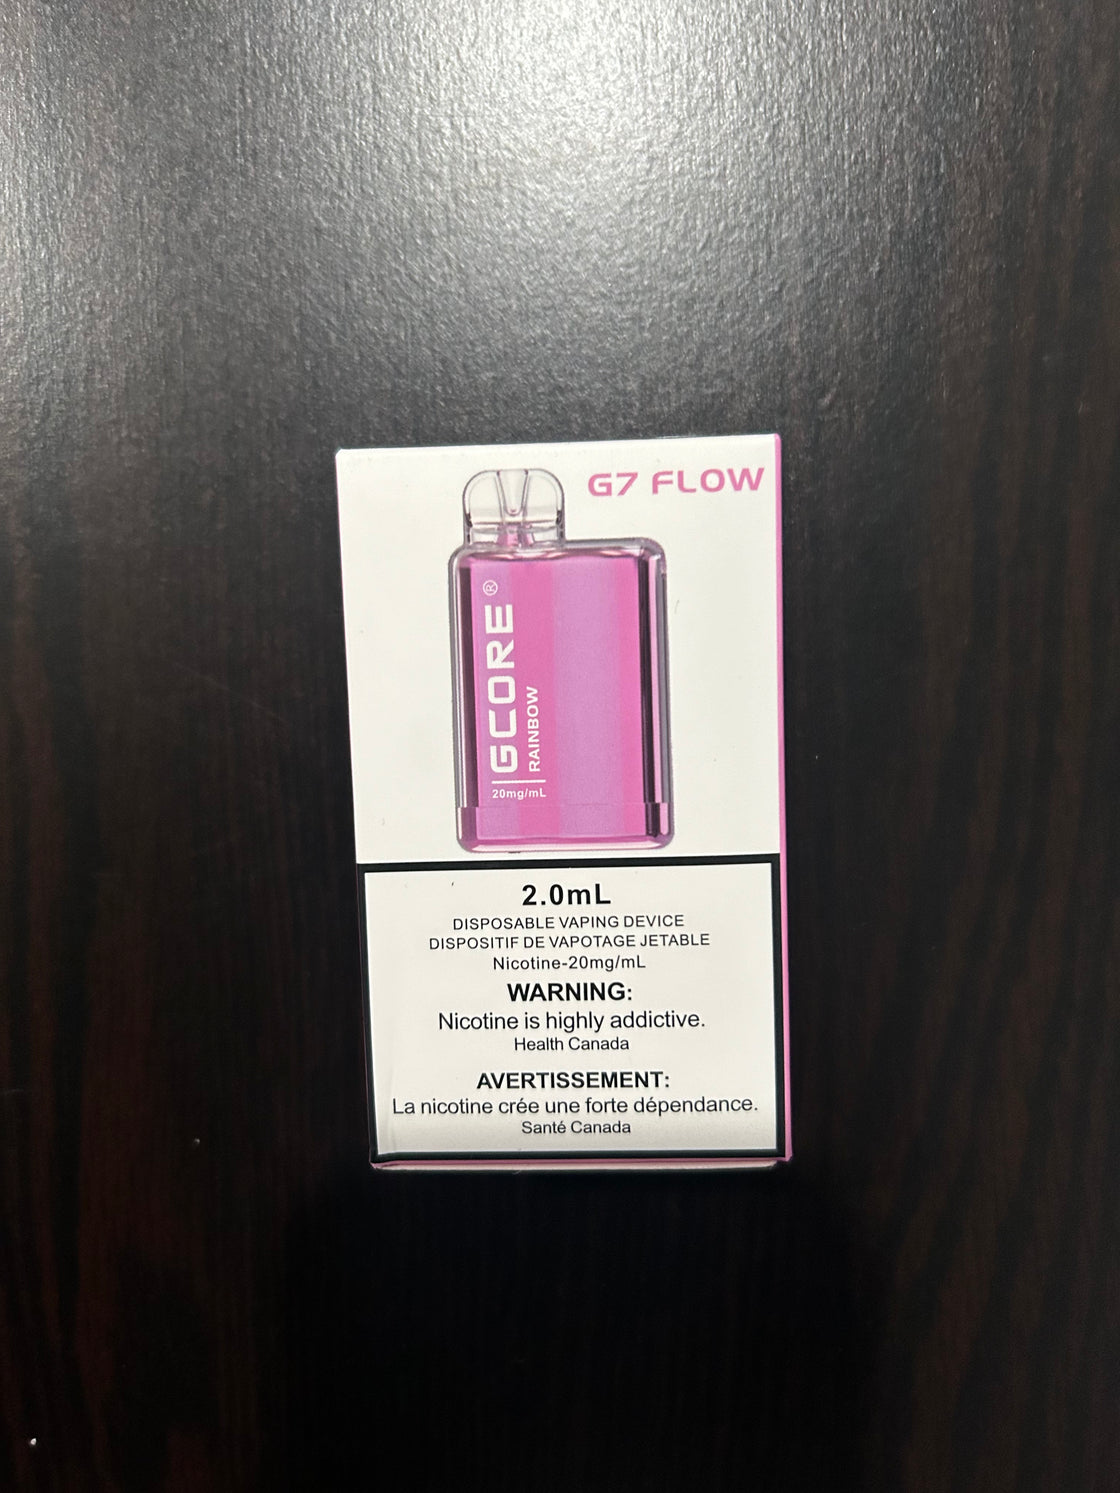 G7 FLOW
GCORE®
RAINBOW
20mg/mL
2.0mL
DISPOSABLE VAPING DEVICE
DISPOSITIF DE VAPOTAGE JETABLE
Nicotine-20mg/mL
WARNING:
Nicotine is highly addictive.
Health Canada
AVERTISSEMENT:
La nicotine crée une forte dépendance.
Santé Canada